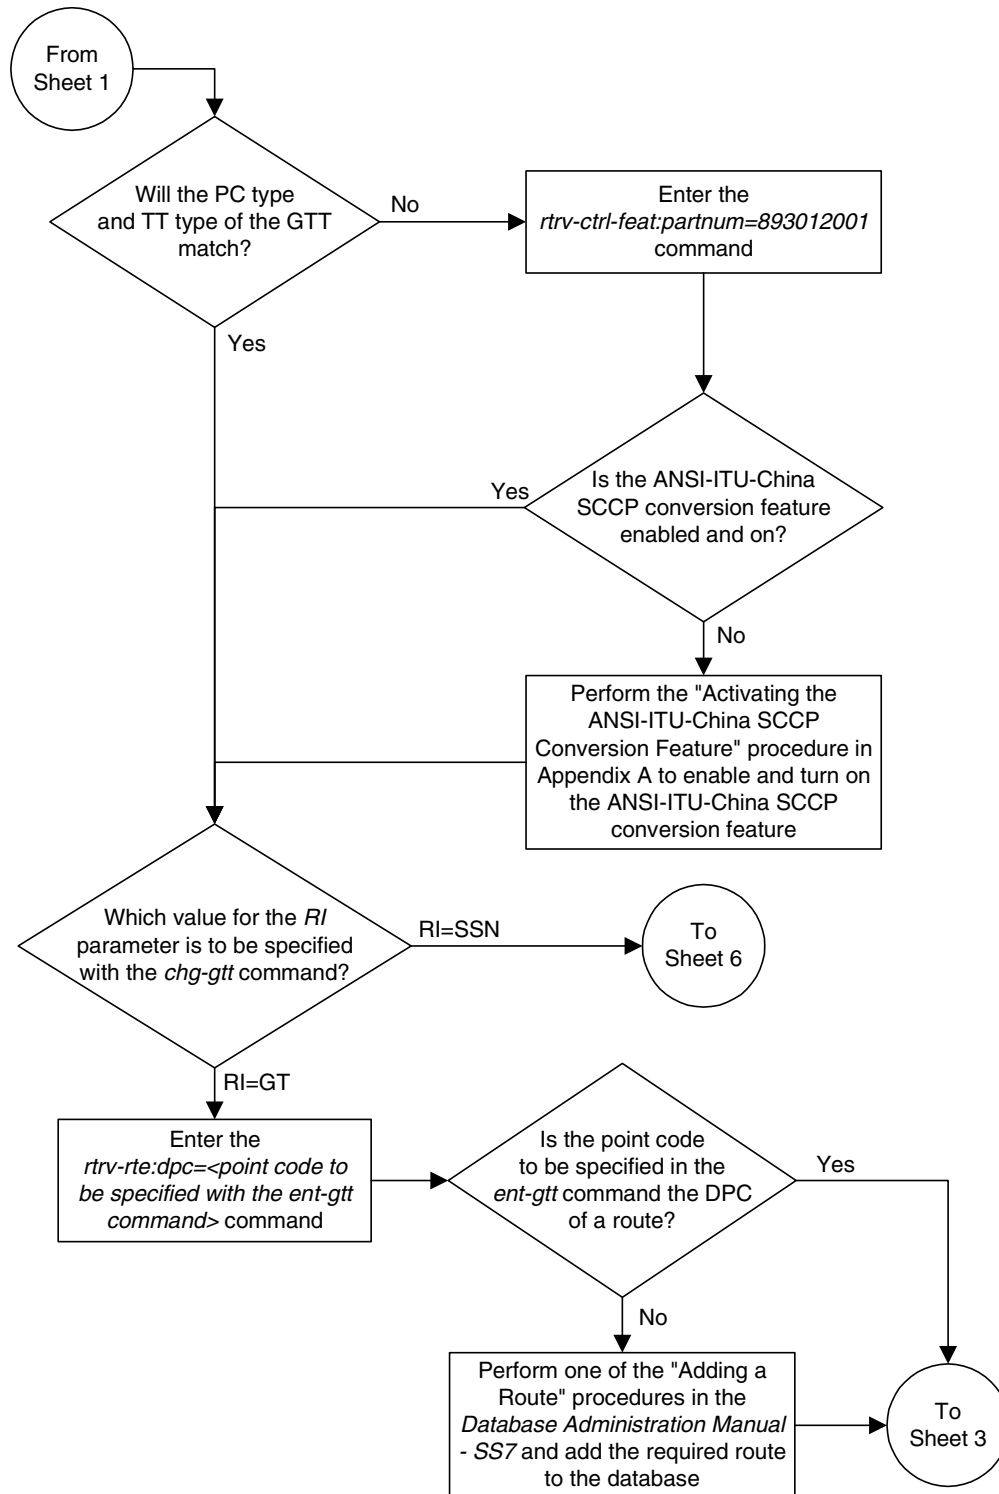 From
Sheet 1
Will the PC type
and TT type of the GTT
match?
No
Enter the
rtrv-ctrl-feat:partnum=893012001
command
Yes
Is the ANSI-ITU-China
SCCP conversion feature
enabled and on?
Yes
No
Perform the "Activating the
ANSI-ITU-China SCCP
Conversion Feature" procedure in
Appendix A to enable and turn on
the ANSI-ITU-China SCCP
conversion feature
Which value for the RI
parameter is to be specified
with the chg-gtt command?
RI=SSN
To
Sheet 6
RI=GT
Enter the
rtrv-rte:dpc=<point code to
be specified with the ent-gtt
command> command
Is the point code
to be specified in the
ent-gtt command the DPC
of a route?
Yes
No
Perform one of the "Adding a
Route" procedures in the
Database Administration Manual
- SS7 and add the required route
to the database
To
Sheet 3